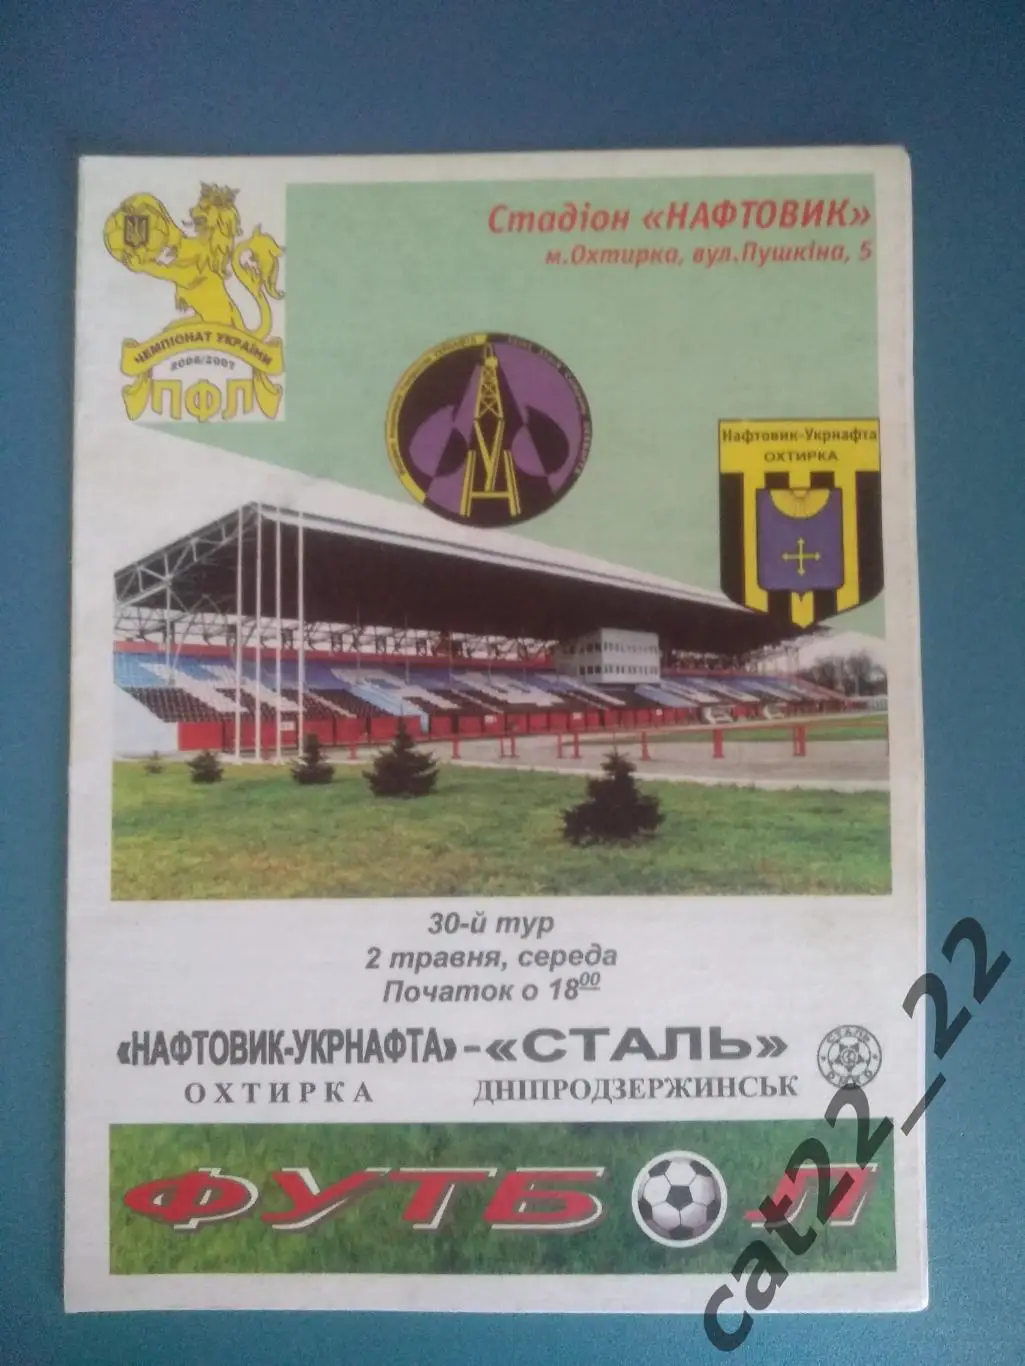 Стадіон «НАФТОВИК»
м.Охтирка, вул.Пушкіна, 5
ЧЕМПІОНАТ УКРАЇНИ
2006/2007
ПФЛ
Нафтовик-Укрнафта
ОХТИРКА
30-й тур
2 травня, середа
Початок о 18⁰⁰
«НАФТОВИК-УКРНАФТА» - «СТАЛЬ»
ОХТИРКА ДНІПРОДЗЕРЖИНСЬК
СТАЛЬ
ФУТБОЛ
cat22_22